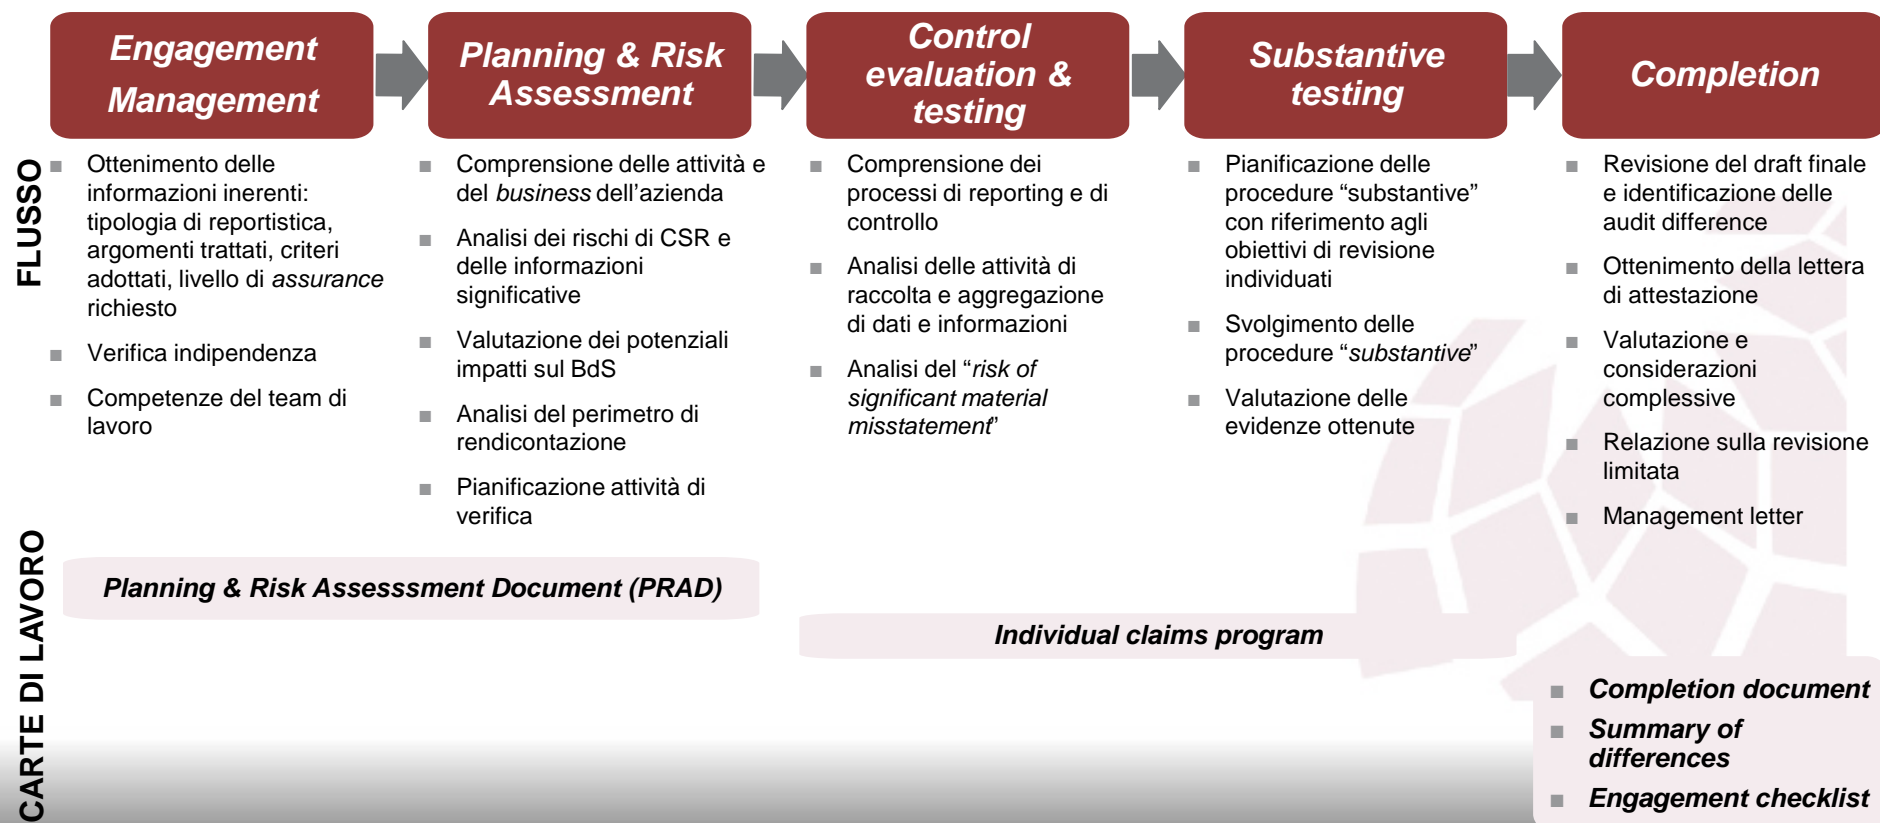 Engagement
Management
Planning & Risk
Assessment
Control
evaluation &
testing
Substantive
testing
Completion
FLUSSO
Ottenimento delle
informazioni inerenti:
tipologia di reportistica,
argomenti trattati, criteri
adottati, livello di assurance
richiesto
Verifica indipendenza
Competenze del team di
lavoro
Comprensione delle attività e
del business dell’azienda
Analisi dei rischi di CSR e
delle informazioni
significative
Valutazione dei potenziali
impatti sul BdS
Analisi del perimetro di
rendicontazione
Pianificazione attività di
verifica
Comprensione dei
processi di reporting e di
controllo
Analisi delle attività di
raccolta e aggregazione
di dati e informazioni
Analisi del “risk of
significant material
misstatement”
Pianificazione delle
procedure “substantive”
con riferimento agli
obiettivi di revisione
individuati
Svolgimento delle
procedure “substantive”
Valutazione delle
evidenze ottenute
Revisione del draft finale
e identificazione delle
audit difference
Ottenimento della lettera
di attestazione
Valutazione e
considerazioni
complessive
Relazione sulla revisione
limitata
Management letter
CARTE DI LAVORO
Planning & Risk Assesssment Document (PRAD)
Individual claims program
Completion document
Summary of
differences
Engagement checklist